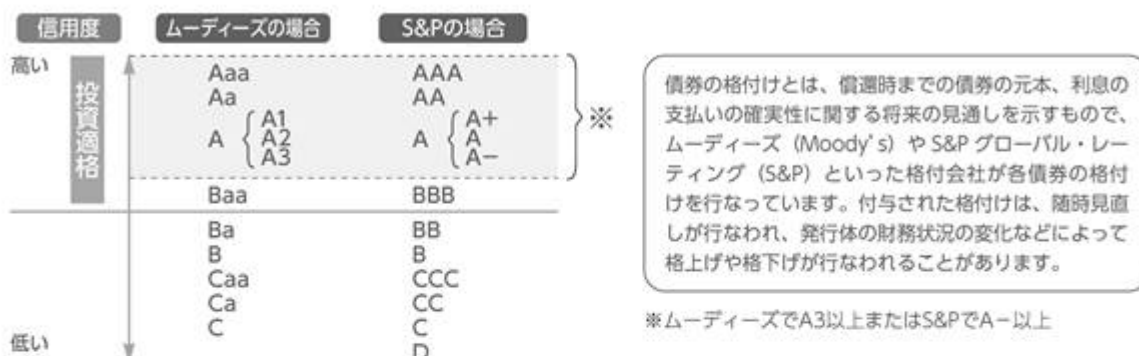 信用度 ムーディーズの場合 S&Pの場合
高い
投資適格
Aaa AAA
Aa AA
A { A1 A { A+
A2 A
A3 A−
※
Baa BBB
Ba BB
B B
Caa CCC
Ca CC
C C
低い D
債券の格付けとは、償還時までの債券の元本、利息の
支払いの確実性に関する将来の見通しを示すもので、
ムーディーズ（Moody's）やS&Pグローバル・レー
ティング（S&P）といった格付会社が各債券の格付
けを行なっています。付与された格付けは、随時見直
しが行なわれ、発行体の財務状況の変化などによって
格上げや格下げが行なわれることがあります。
※ムーディーズでA3以上またはS&PでA−以上